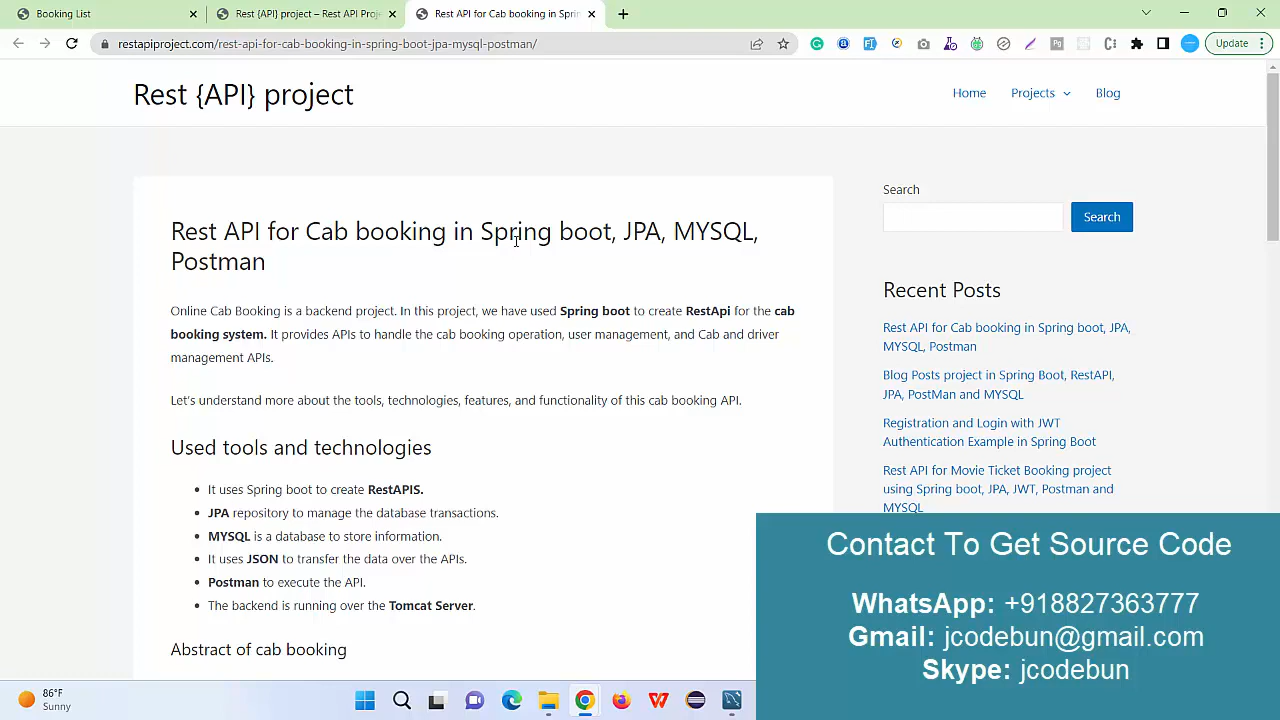 Booking List
Rest {API} project – Rest API Proje
Rest API for Cab booking in Sprin
restapiproject.com/rest-api-for-cab-booking-in-spring-boot-jpa-mysql-postman/
Update
Rest {API} project
Home
Projects
Blog
Rest API for Cab booking in Spring boot, JPA, MYSQL,
Postman
Online Cab Booking is a backend project. In this project, we have used Spring boot to create RestApi for the cab
booking system. It provides APIs to handle the cab booking operation, user management, and Cab and driver
management APIs.
Let's understand more about the tools, technologies, features, and functionality of this cab booking API.
Used tools and technologies
It uses Spring boot to create RestAPIS.
JPA repository to manage the database transactions.
MYSQL is a database to store information.
It uses JSON to transfer the data over the APIs.
Postman to execute the API.
The backend is running over the Tomcat Server.
Abstract of cab booking
Search
Search
Recent Posts
Rest API for Cab booking in Spring boot, JPA,
MYSQL, Postman
Blog Posts project in Spring Boot, RestAPI,
JPA, PostMan and MYSQL
Registration and Login with JWT
Authentication Example in Spring Boot
Rest API for Movie Ticket Booking project
using Spring boot, JPA, JWT, Postman and
MYSQL
Contact To Get Source Code
WhatsApp: +918827363777
Gmail: jcodebun@gmail.com
Skype: jcodebun
86°F
Sunny